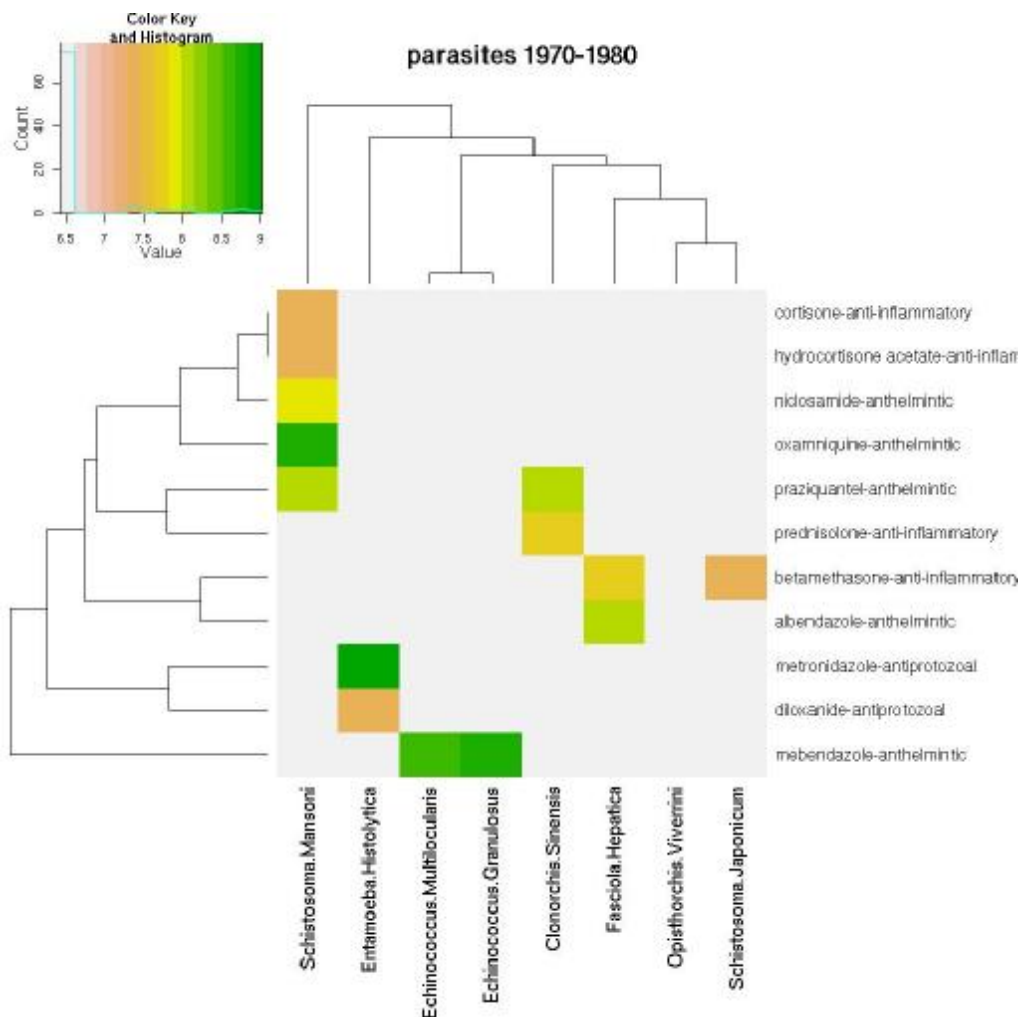 Color Key
and Histogram
parasites 1970-1980
Count
0 20 40 60
6.5 7 7.5 8 8.5 9
Value
cortisone-anti-inflammatory
hydrocortisone acetate-anti-inflam
niclosamide-anthelmintic
oxamniquine-anthelmintic
praziquantel-anthelmintic
prednisolone-anti-inflammatory
betamethasone-anti-inflammatory
albendazole-anthelmintic
metronidazole-antiprotozoal
diloxanide-antiprotozoal
mebendazole-anthelmintic
Schistosoma.Mansoni
Entamoeba.Histolytica
Echinococcus.Multilocularis
Echinococcus.Granulosus
Clonorchis.Sinensis
Fasciola.Hepatica
Opisthorchis.Viverrini
Schistosoma.Japonicum